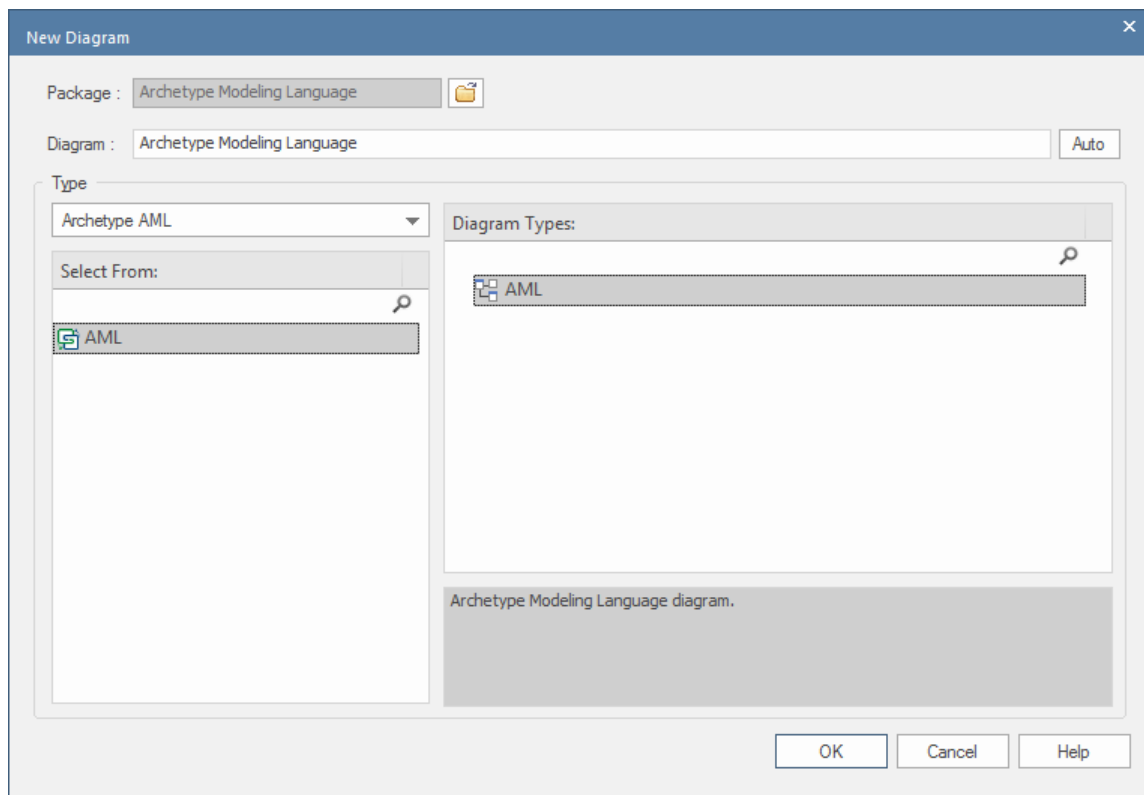 New Diagram
Package : Archetype Modeling Language
Diagram : Archetype Modeling Language Auto
Type
Archetype AML
Select From:
AML
Diagram Types:
AML
Archetype Modeling Language diagram.
OK Cancel Help